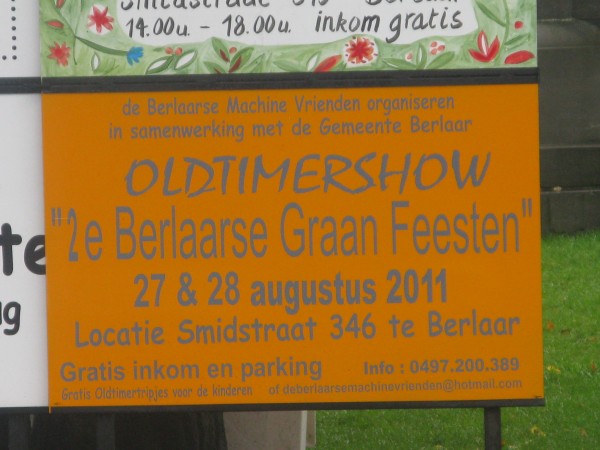 14.00u. - 18.00u. inkom gratis
de Berlaarse Machine Vrienden organiseren
in samenwerking met de Gemeente Berlaar
OLDTIMERSHOW
"2e Berlaarse Graan Feesten"
27 & 28 augustus 2011
Locatie Smidstraat 346 te Berlaar
Gratis inkom en parking Info : 0497.200.389
Gratis Oldtimertripjes voor de kinderen of deberlaarsemachinevrienden@hotmail.com